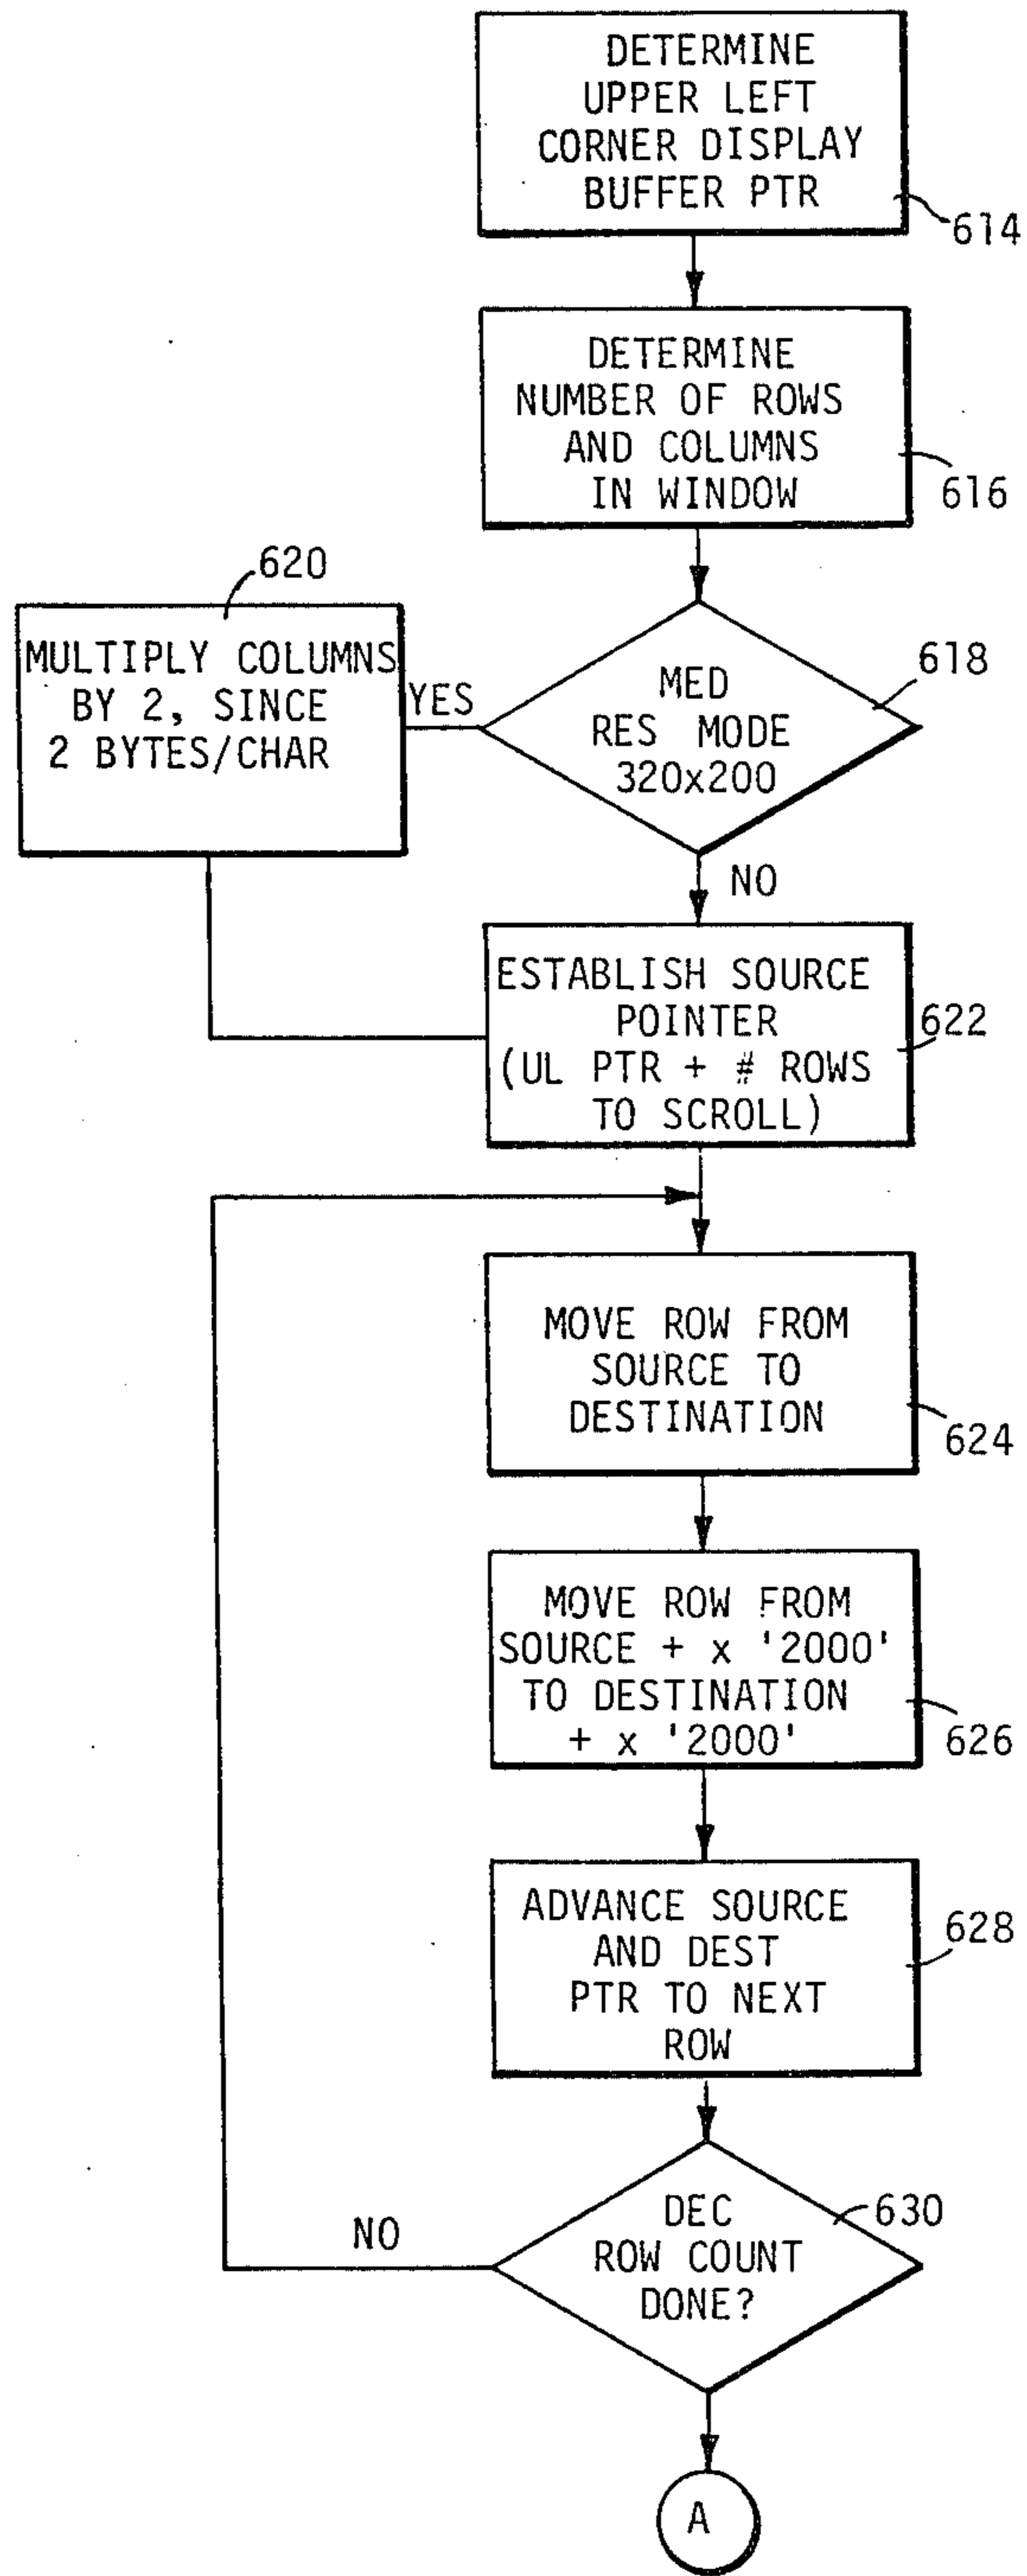 DETERMINE
UPPER LEFT
CORNER DISPLAY
BUFFER PTR
614
DETERMINE
NUMBER OF ROWS
AND COLUMNS
IN WINDOW
616
620
MULTIPLY COLUMNS
BY 2, SINCE
2 BYTES/CHAR
YES
MED
RES MODE
320x200
618
NO
ESTABLISH SOURCE
POINTER
(UL PTR + # ROWS
TO SCROLL)
622
MOVE ROW FROM
SOURCE TO
DESTINATION
624
MOVE ROW FROM
SOURCE + x '2000'
TO DESTINATION
+ x '2000'
626
ADVANCE SOURCE
AND DEST
PTR TO NEXT
ROW
628
NO
DEC
ROW COUNT
DONE?
630
A